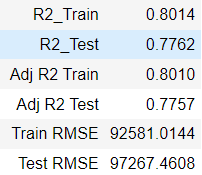 R2_Train 0.8014
R2_Test 0.7762
Adj R2 Train 0.8010
Adj R2 Test 0.7757
Train RMSE 92581.0144
Test RMSE 97267.4608